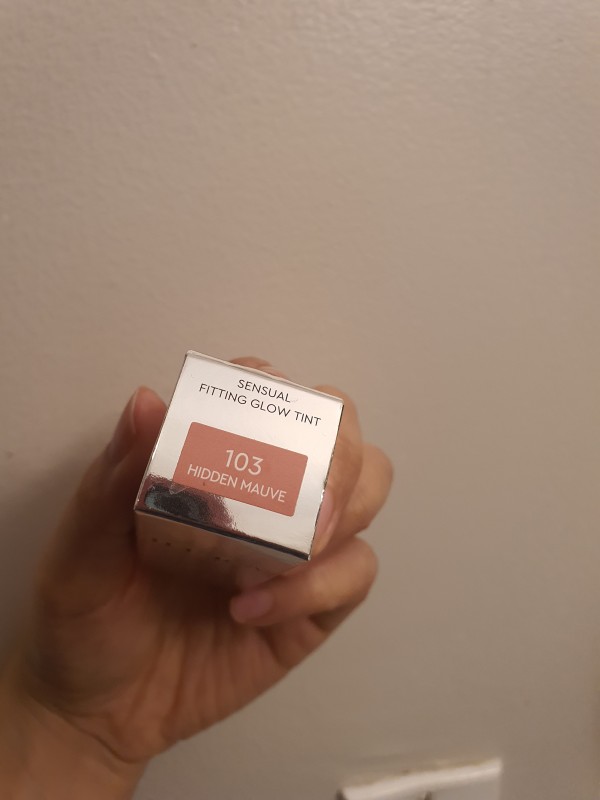 SENSUAL
FITTING GLOW TINT
103
HIDDEN MAUVE